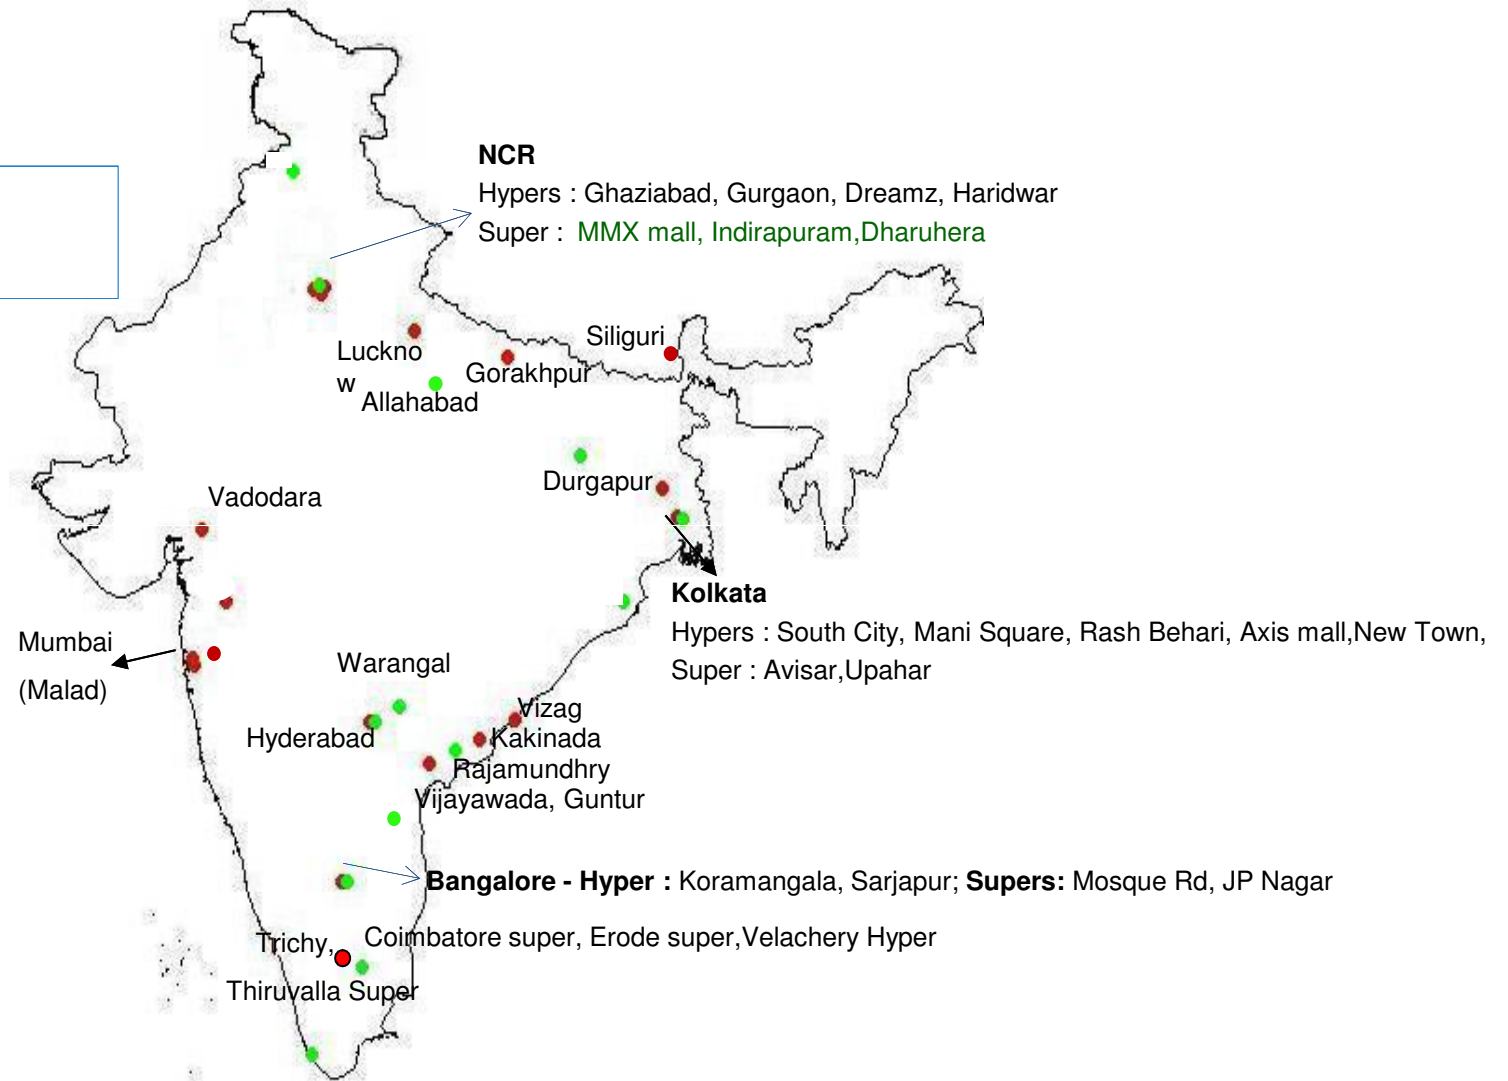 NCR
Hypers : Ghaziabad, Gurgaon, Dreamz, Haridwar
Super : MMX mall, Indirapuram,Dharuhera
Siliguri
Luckno
w
Gorakhpur
Allahabad
Durgapur
Vadodara
Kolkata
Hypers : South City, Mani Square, Rash Behari, Axis mall,New Town,
Super : Avisar,Upahar
Mumbai
(Malad)
Warangal
Vizag
Hyderabad
Kakinada
Rajamundhry
Vijayawada, Guntur
Bangalore - Hyper : Koramangala, Sarjapur; Supers: Mosque Rd, JP Nagar
Trichy, Coimbatore super, Erode super,Velachery Hyper
Thiruvalla Super